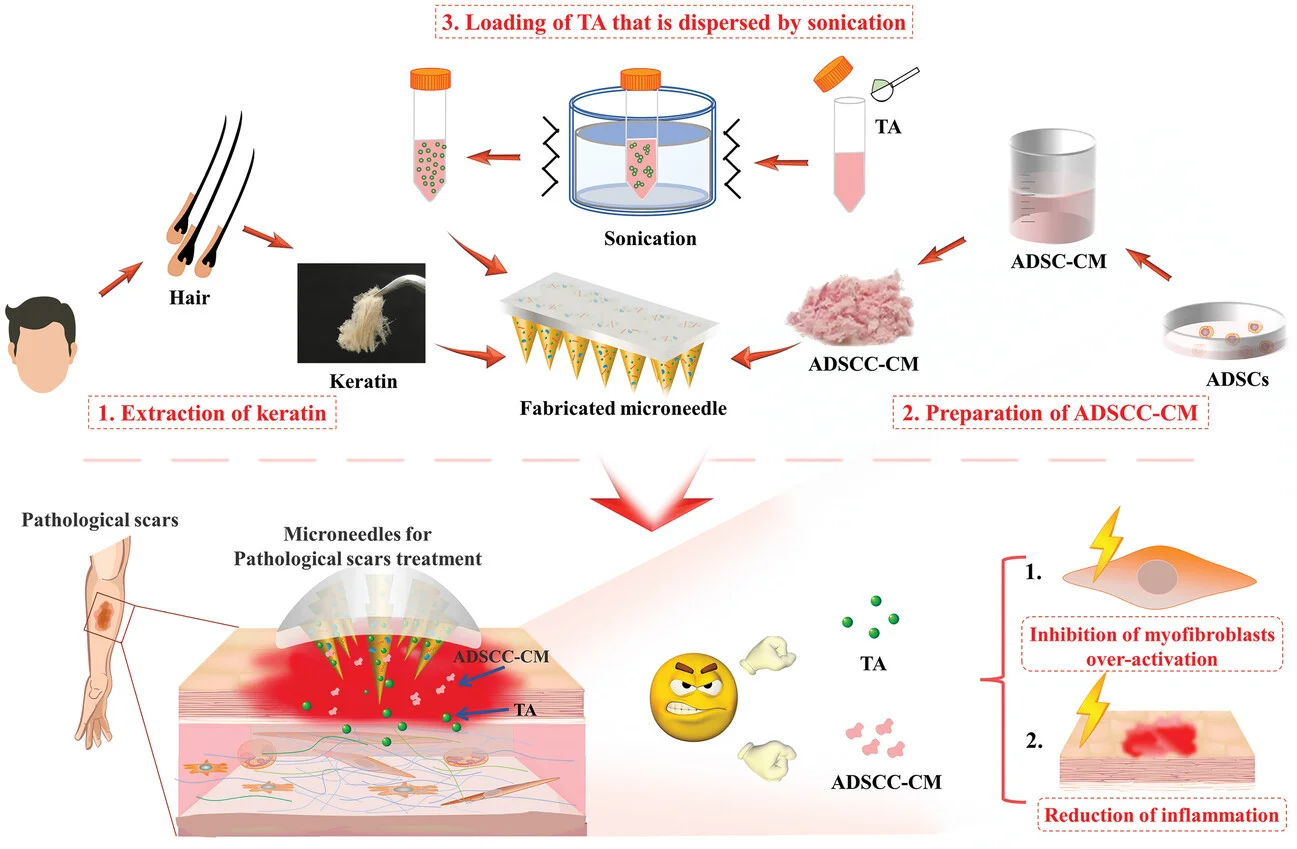 3. Loading of TA that is dispersed by sonication
TA
Sonication
ADSC-CM
Hair
Keratin
ADSCC-CM
ADSCs
Fabricated microneedle
1. Extraction of keratin
2. Preparation of ADSCC-CM
Pathological scars
Microneedles for
Pathological scars treatment
ADSCC-CM
TA
TA
ADSCC-CM
1.
Inhibition of myofibroblasts
over-activation
2.
Reduction of inflammation